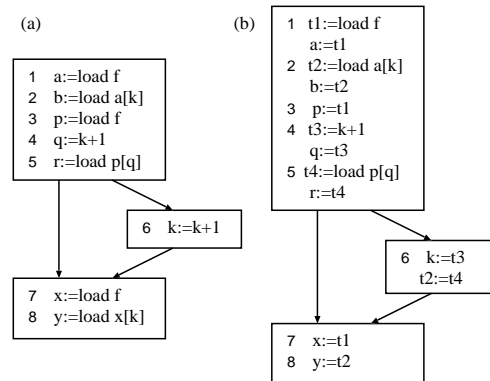 (a)
1 a:=load f
2 b:=load a[k]
3 p:=load f
4 q:=k+1
5 r:=load p[q]
6 k:=k+1
7 x:=load f
8 y:=load x[k]
(b)
1 t1:=load f
a:=t1
2 t2:=load a[k]
b:=t2
3 p:=t1
4 t3:=k+1
q:=t3
5 t4:=load p[q]
r:=t4
6 k:=t3
t2:=t4
7 x:=t1
8 y:=t2